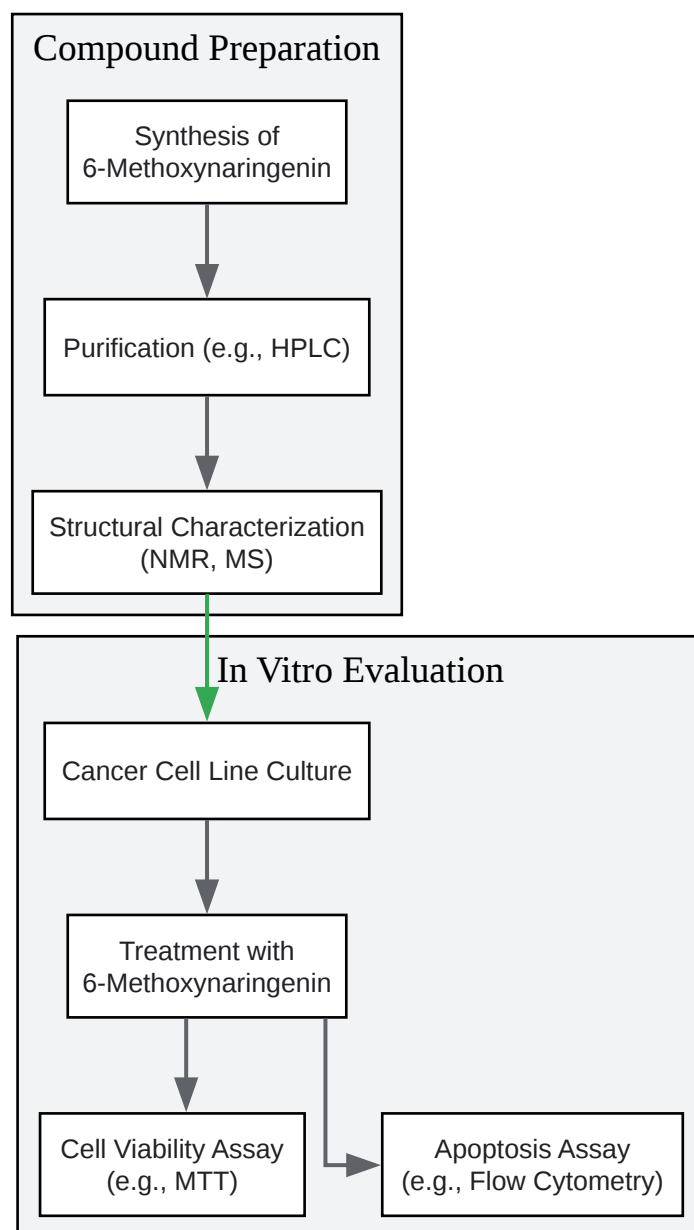 Compound Preparation
Synthesis of
6-Methoxynaringenin
Purification (e.g., HPLC)
Structural Characterization
(NMR, MS)
In Vitro Evaluation
Cancer Cell Line Culture
Treatment with
6-Methoxynaringenin
Cell Viability Assay
(e.g., MTT)
Apoptosis Assay
(e.g., Flow Cytometry)